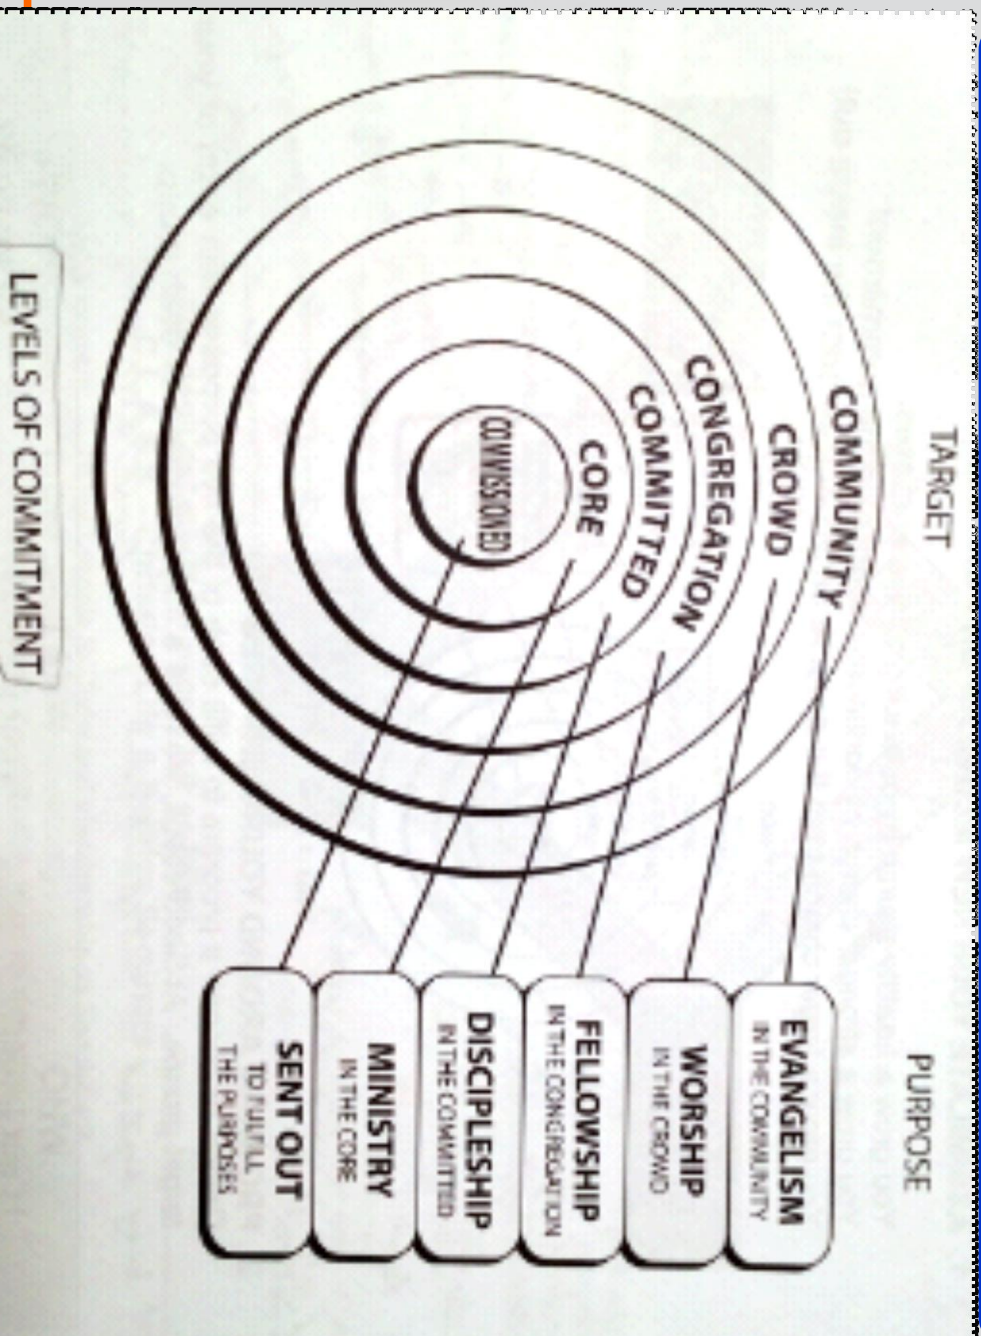 TARGET
PURPOSE
COMMUNITY
CROWD
CONGREGATION
COMMITTED
CORE
COMMISSIONED
EVANGELISM
IN THE COMMUNITY
WORSHIP
IN THE CROWD
FELLOWSHIP
IN THE CONGREGATION
DISCIPLESHIP
IN THE COMMITTED
MINISTRY
IN THE CORE
SENT OUT
TO FULFILL
THE PURPOSES
LEVELS OF COMMITMENT